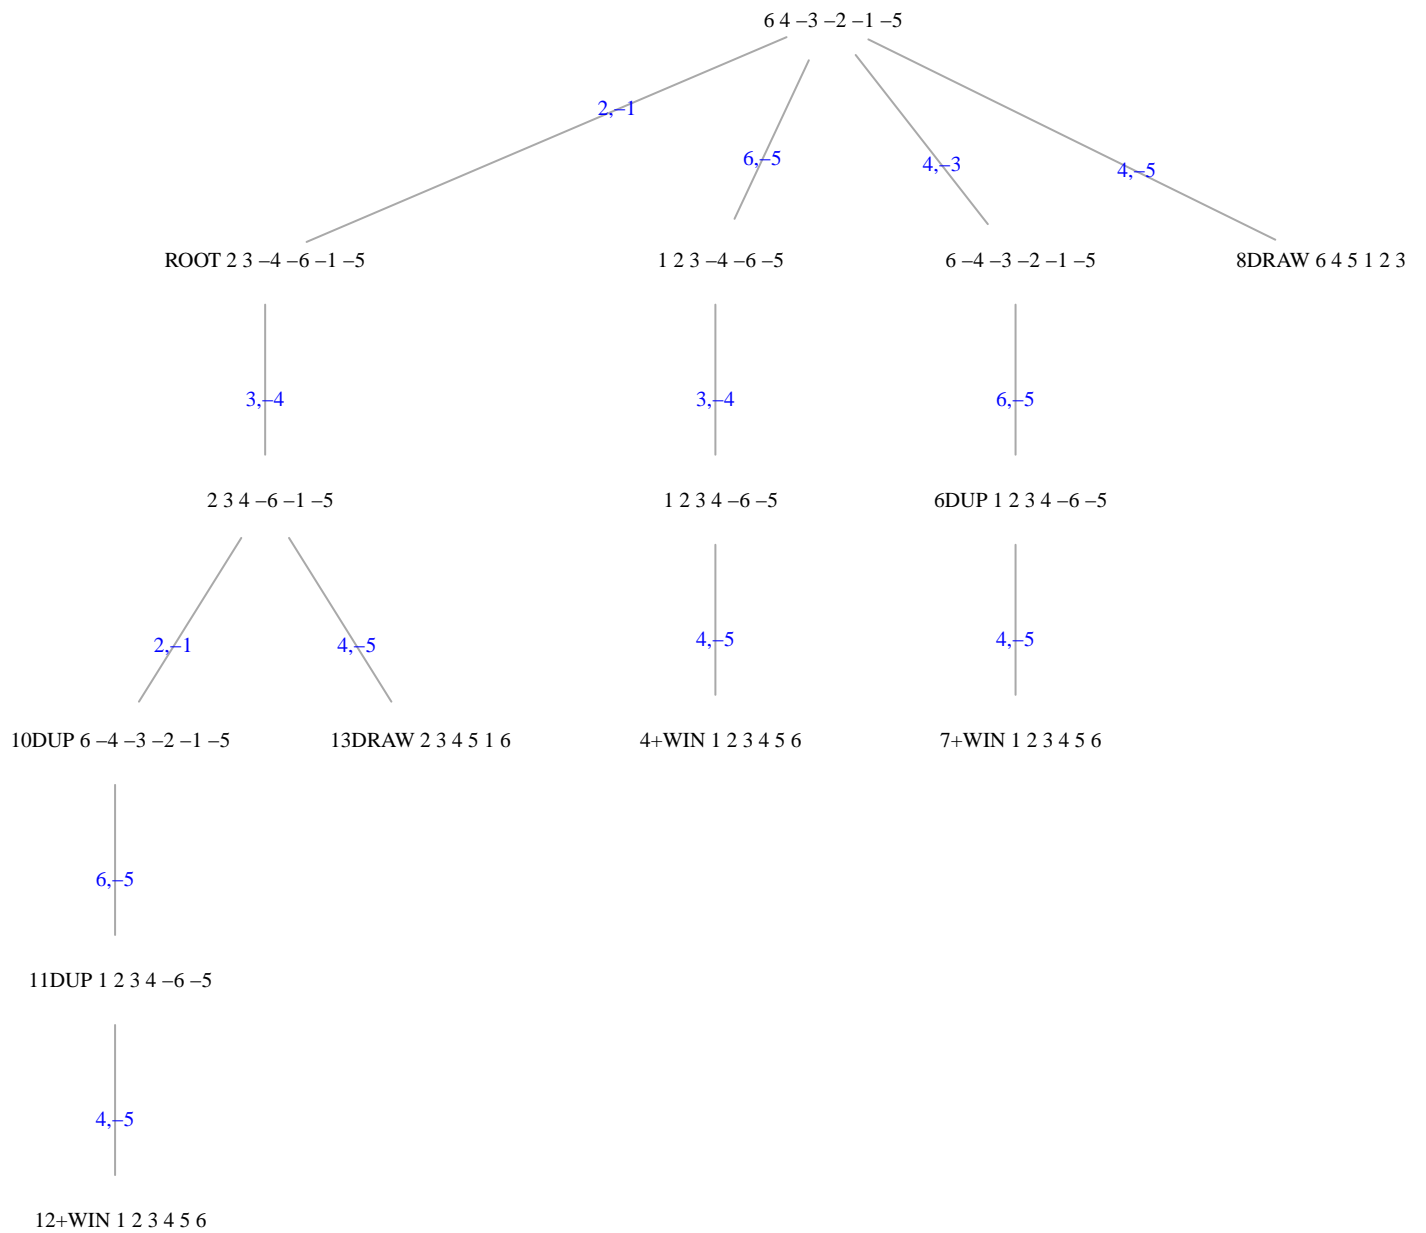 6 4 –3 –2 –1 –5
2,–1
6,–5
4,–3
4,–5
ROOT 2 3 –4 –6 –1 –5
1 2 3 –4 –6 –5
6 –4 –3 –2 –1 –5
8DRAW 6 4 5 1 2 3
3,–4
3,–4
6,–5
2 3 4 –6 –1 –5
1 2 3 4 –6 –5
6DUP 1 2 3 4 –6 –5
2,–1
4,–5
4,–5
4,–5
10DUP 6 –4 –3 –2 –1 –5
13DRAW 2 3 4 5 1 6
4+WIN 1 2 3 4 5 6
7+WIN 1 2 3 4 5 6
6,–5
11DUP 1 2 3 4 –6 –5
4,–5
12+WIN 1 2 3 4 5 6